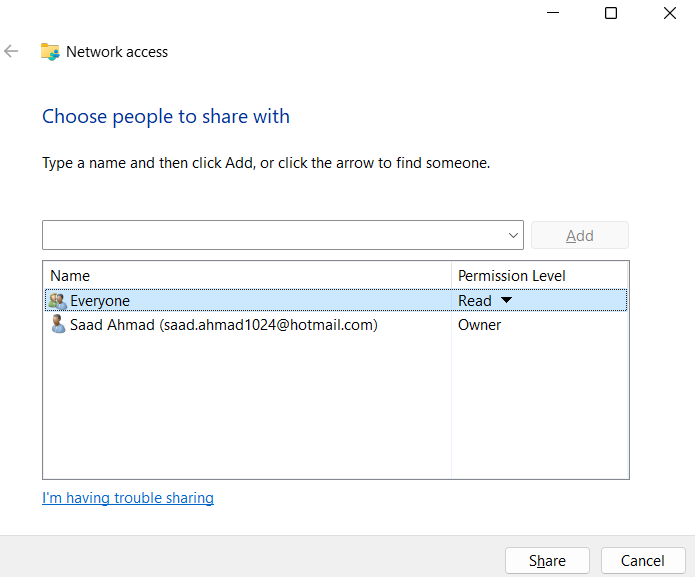 Network access
Choose people to share with
Type a name and then click Add, or click the arrow to find someone.
Add
Name Permission Level
Everyone Read
Saad Ahmad (saad.ahmad1024@hotmail.com) Owner
I'm having trouble sharing
Share Cancel